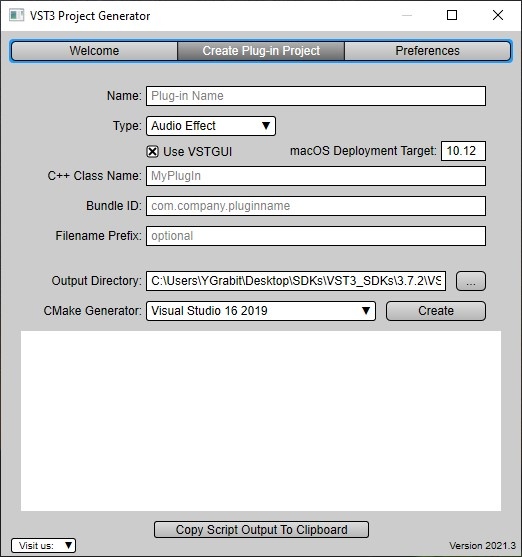 VST3 Project Generator
Welcome Create Plug-in Project Preferences
Name: Plug-in Name
Type: Audio Effect
Use VSTGUI macOS Deployment Target: 10.12
C++ Class Name: MyPlugIn
Bundle ID: com.company.pluginname
Filename Prefix: optional
Output Directory: C:\Users\YGrabit\Desktop\SDKs\VST3_SDKs\3.7.2\VS ...
CMake Generator: Visual Studio 16 2019 Create
Copy Script Output To Clipboard
Visit us: Version 2021.3